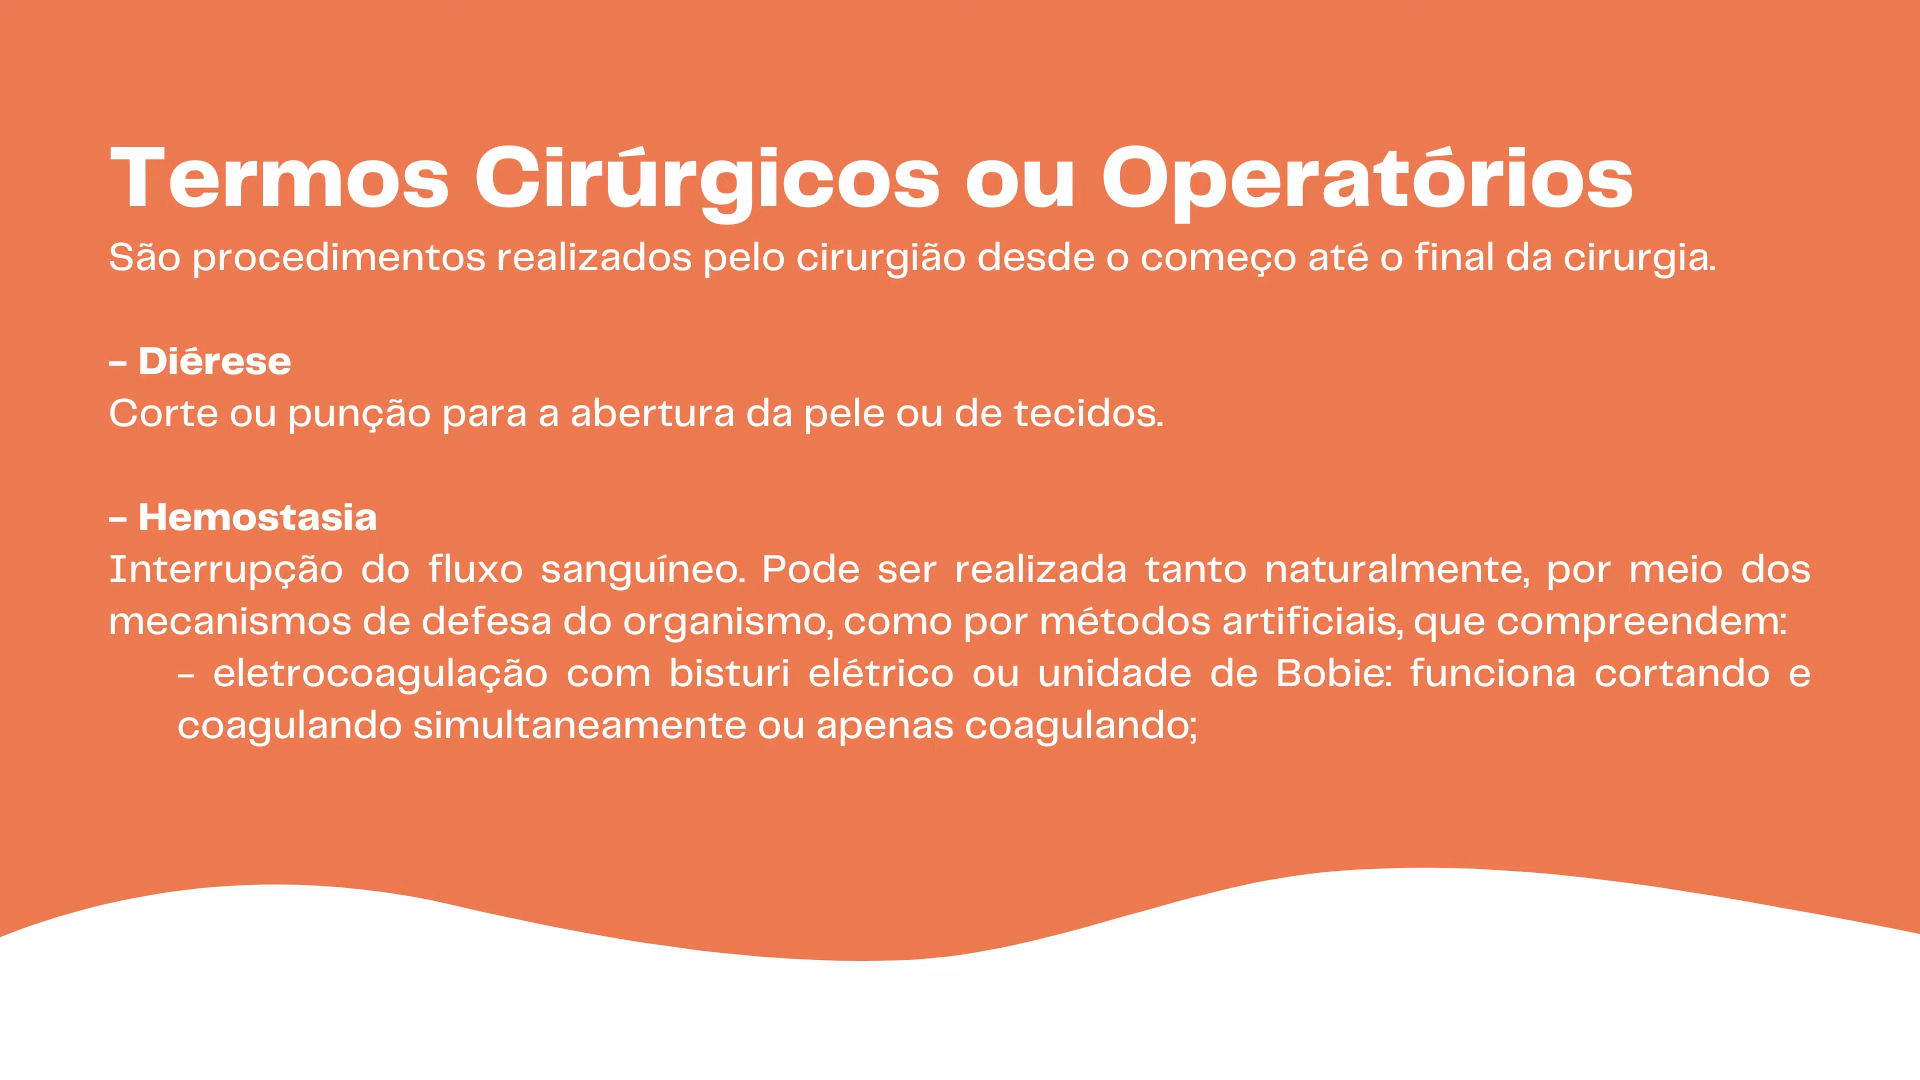 Termos Cirúrgicos ou Operatórios
São procedimentos realizados pelo cirurgião desde o começo até o final da cirurgia.
– Diérese
Corte ou punção para a abertura da pele ou de tecidos.
– Hemostasia
Interrupção do fluxo sanguíneo. Pode ser realizada tanto naturalmente, por meio dos
mecanismos de defesa do organismo, como por métodos artificiais, que compreendem:
– eletrocoagulação com bisturi elétrico ou unidade de Bobie: funciona cortando e
coagulando simultaneamente ou apenas coagulando;